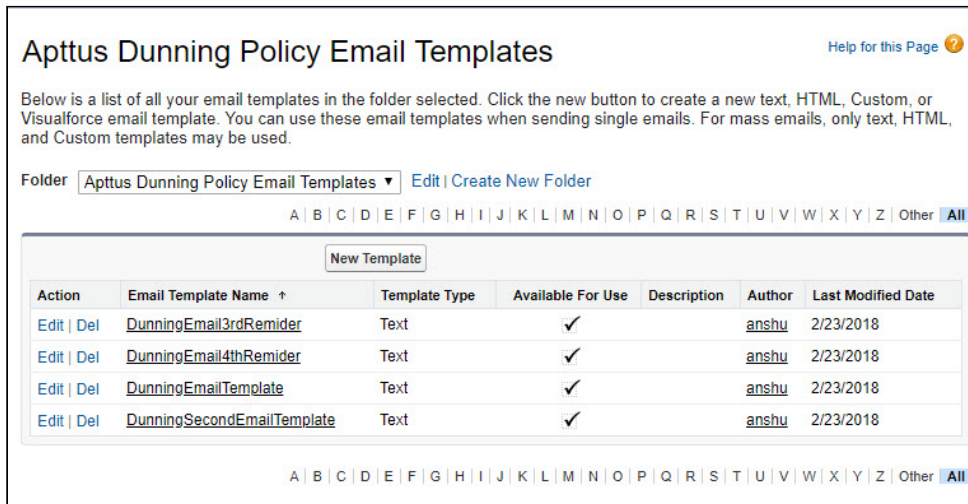 Apttus Dunning Policy Email Templates
Help for this Page ?
Below is a list of all your email templates in the folder selected. Click the new button to create a new text, HTML, Custom, or
Visualforce email template. You can use these email templates when sending single emails. For mass emails, only text, HTML,
and Custom templates may be used.
Folder Apttus Dunning Policy Email Templates ▼ Edit | Create New Folder
A | B | C | D | E | F | G | H | I | J | K | L | M | N | O | P | Q | R | S | T | U | V | W | X | Y | Z | Other All
New Template
Action Email Template Name ↑ Template Type Available For Use Description Author Last Modified Date
Edit | Del DunningEmail3rdRemider Text ✓ anshu 2/23/2018
Edit | Del DunningEmail4thRemider Text ✓ anshu 2/23/2018
Edit | Del DunningEmailTemplate Text ✓ anshu 2/23/2018
Edit | Del DunningSecondEmailTemplate Text ✓ anshu 2/23/2018
A | B | C | D | E | F | G | H | I | J | K | L | M | N | O | P | Q | R | S | T | U | V | W | X | Y | Z | Other All